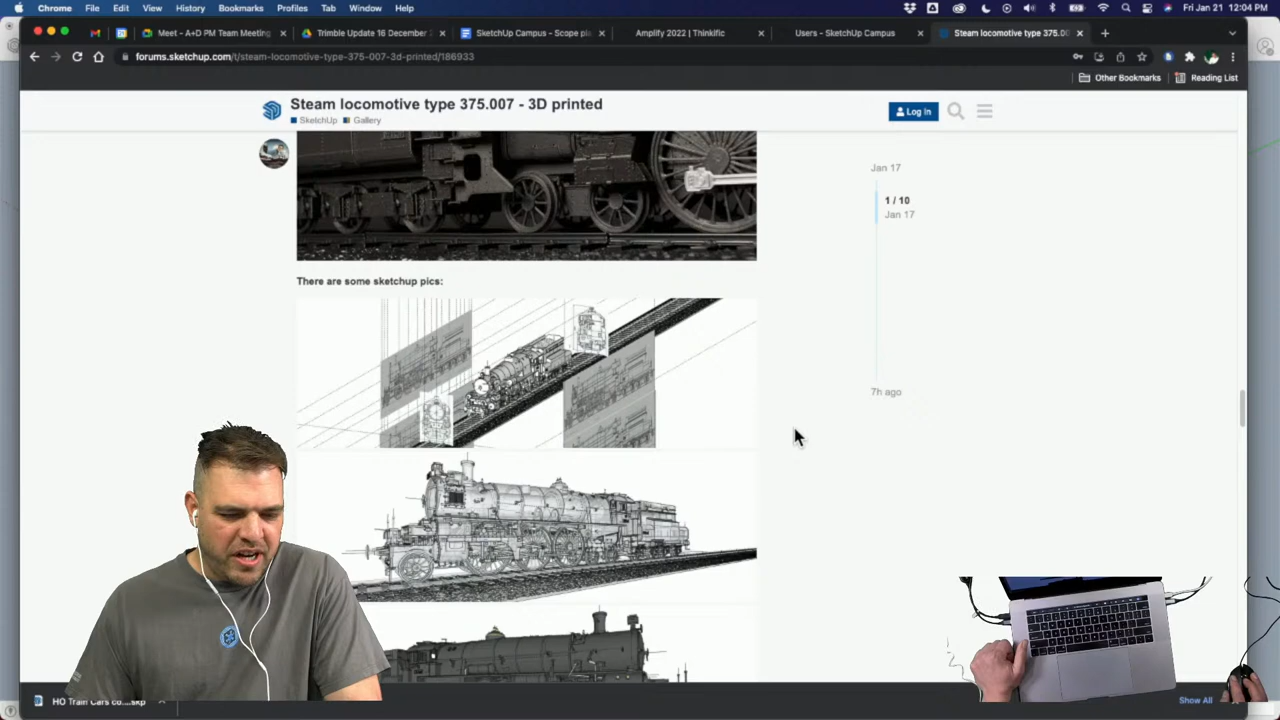 Chrome File Edit View History Bookmarks Profiles Tab Window Help Fri Jan 21 12:04 PM
Meet - A+D PM Team Meeting Trimble Update 16 December SketchUp Campus - Scope pla Amplify 2022 | Thinkific Users - SketchUp Campus Steam locomotive type 375.00
forums.sketchup.com/t/steam-locomotive-type-375-007-3d-printed/186933
Other Bookmarks Reading List
Steam locomotive type 375.007 - 3D printed
SketchUp Gallery
Log In
Jan 17
1 / 10
Jan 17
There are some sketchup pics:
7h ago
HO Train Cars co....skp
Show All